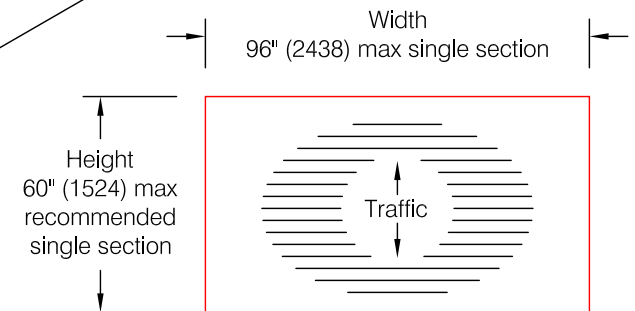 Width
96" (2438) max single section
Height
60" (1524) max
recommended
single section
Traffic